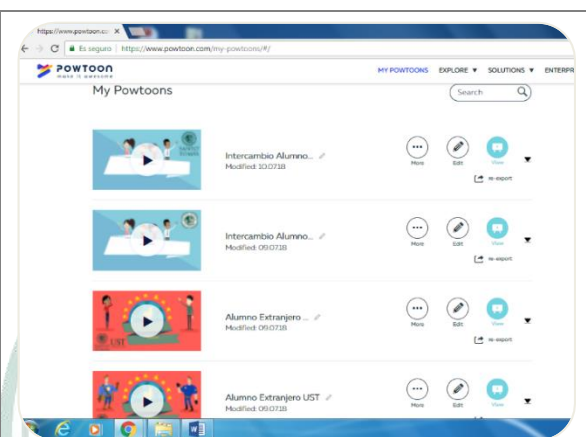 https://www.powtoon.co
Es seguro | https://www.powtoon.com/my-powtoons/#/
POWTOON
make it awesome
MY POWTOONS EXPLORE ▼ SOLUTIONS ▼ ENTERPR
My Powtoons
Search
Intercambio Alumno...
Modified: 10.07.18
More Edit View
re-export
Intercambio Alumno...
Modified: 09.07.18
More Edit View
re-export
Alumno Extranjero ...
Modified: 09.07.18
UST
More Edit View
re-export
Alumno Extranjero UST
Modified: 09.07.18
More Edit View